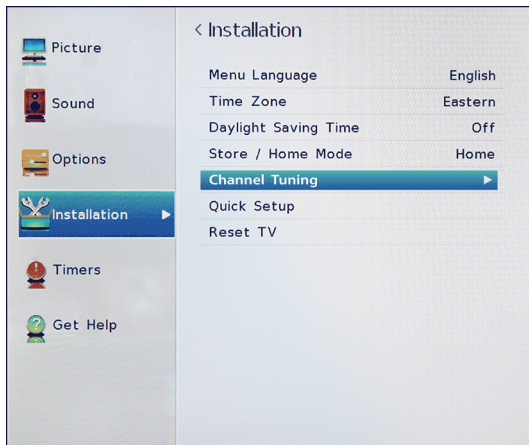 Picture
Sound
Options
Installation
Timers
Get Help
< Installation
Menu Language English
Time Zone Eastern
Daylight Saving Time Off
Store / Home Mode Home
Channel Tuning
Quick Setup
Reset TV